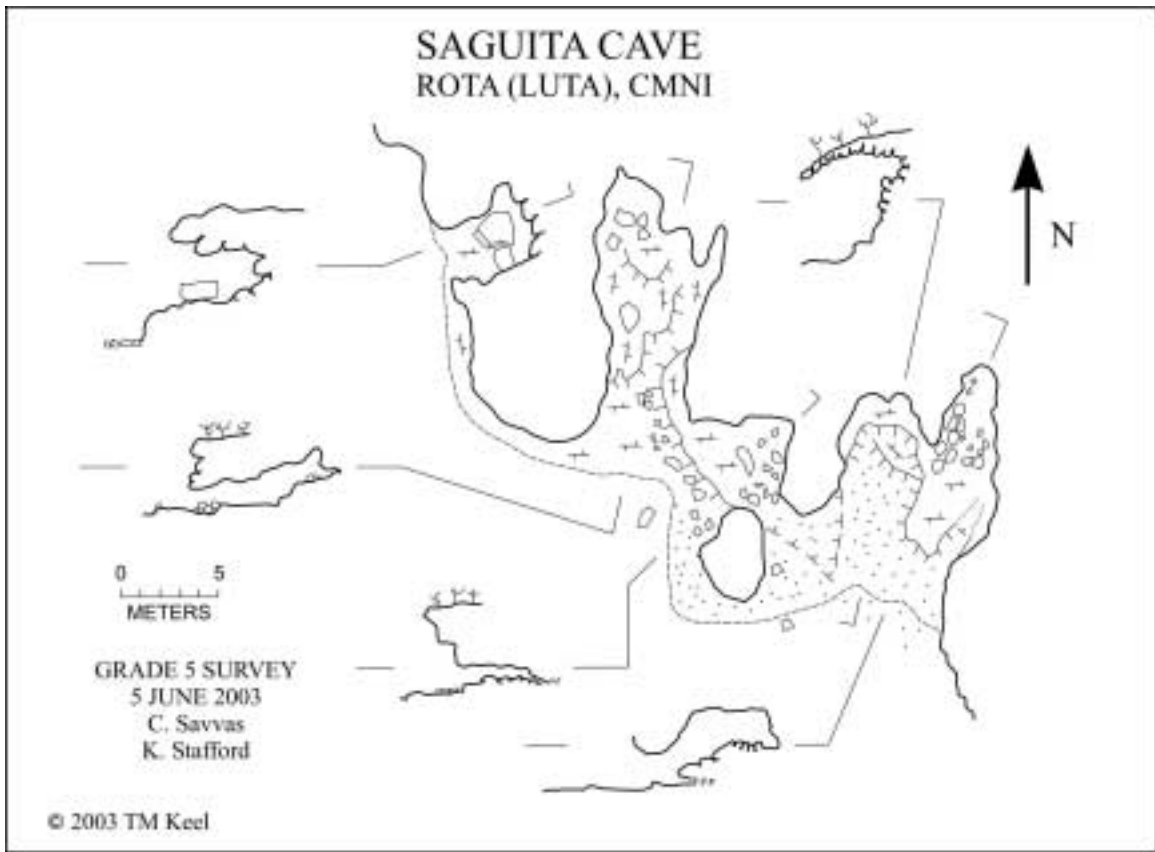 SAGUITA CAVE
ROTA (LUTA), CMNI
N
0 5
METERS
GRADE 5 SURVEY
5 JUNE 2003
C. Savvas
K. Stafford
© 2003 TM Keel